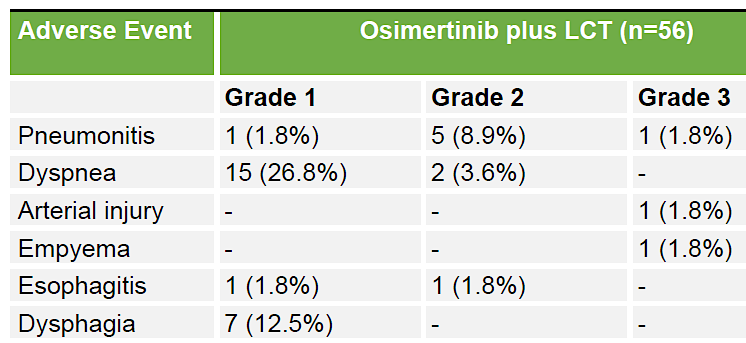 Adverse Event Osimertinib plus LCT (n=56)
Grade 1 Grade 2 Grade 3
Pneumonitis 1 (1.8%) 5 (8.9%) 1 (1.8%)
Dyspnea 15 (26.8%) 2 (3.6%) -
Arterial injury - - 1 (1.8%)
Empyema - - 1 (1.8%)
Esophagitis 1 (1.8%) 1 (1.8%) -
Dysphagia 7 (12.5%) - -